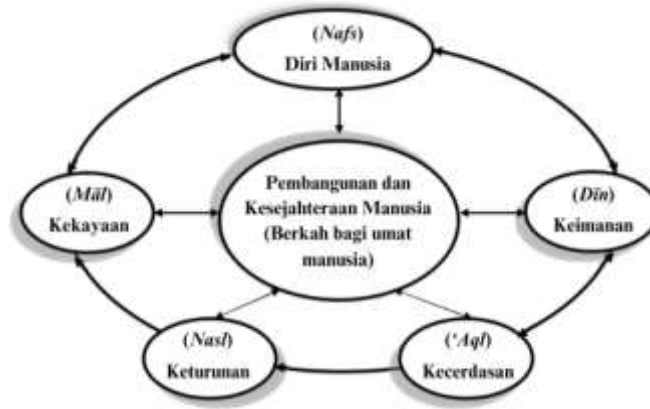 (Nafs)
Diri Manusia
(Māl)
Kekayaan
Pembangunan dan
Kesejahteraan Manusia
(Berkah bagi umat
manusia)
(Dīn)
Keimanan
(Nasl)
Keturunan
(‘Aql)
Kecerdasan